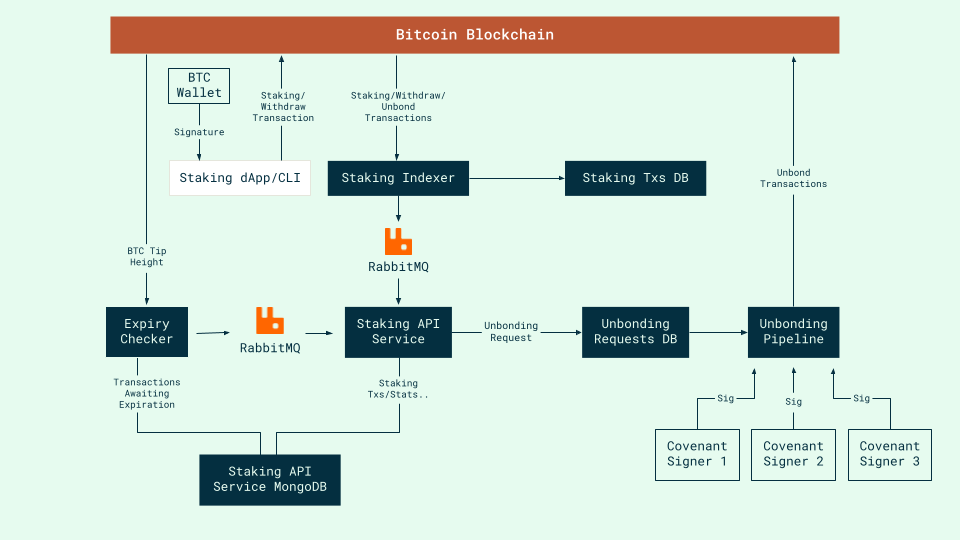 Bitcoin Blockchain
BTC
Wallet
Staking/
Withdraw
Transaction
Staking/Withdraw/
Unbond
Transactions
Signature
Staking dApp/CLI
Staking Indexer
Staking Txs DB
Unbond
Transactions
BTC Tip
Height
RabbitMQ
Expiry
Checker
RabbitMQ
Staking API
Service
Unbonding
Request
Unbonding
Requests DB
Unbonding
Pipeline
Transactions
Awaiting
Expiration
Staking
Txs/Stats..
Sig
Sig
Sig
Covenant
Signer 1
Covenant
Signer 2
Covenant
Signer 3
Staking API
Service MongoDB